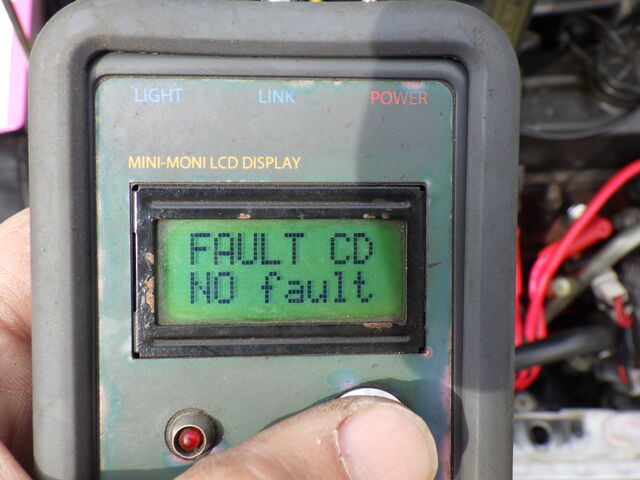 LIGHT LINK POWER
MINI-MONI LCD DISPLAY
FAULT CD
NO fault